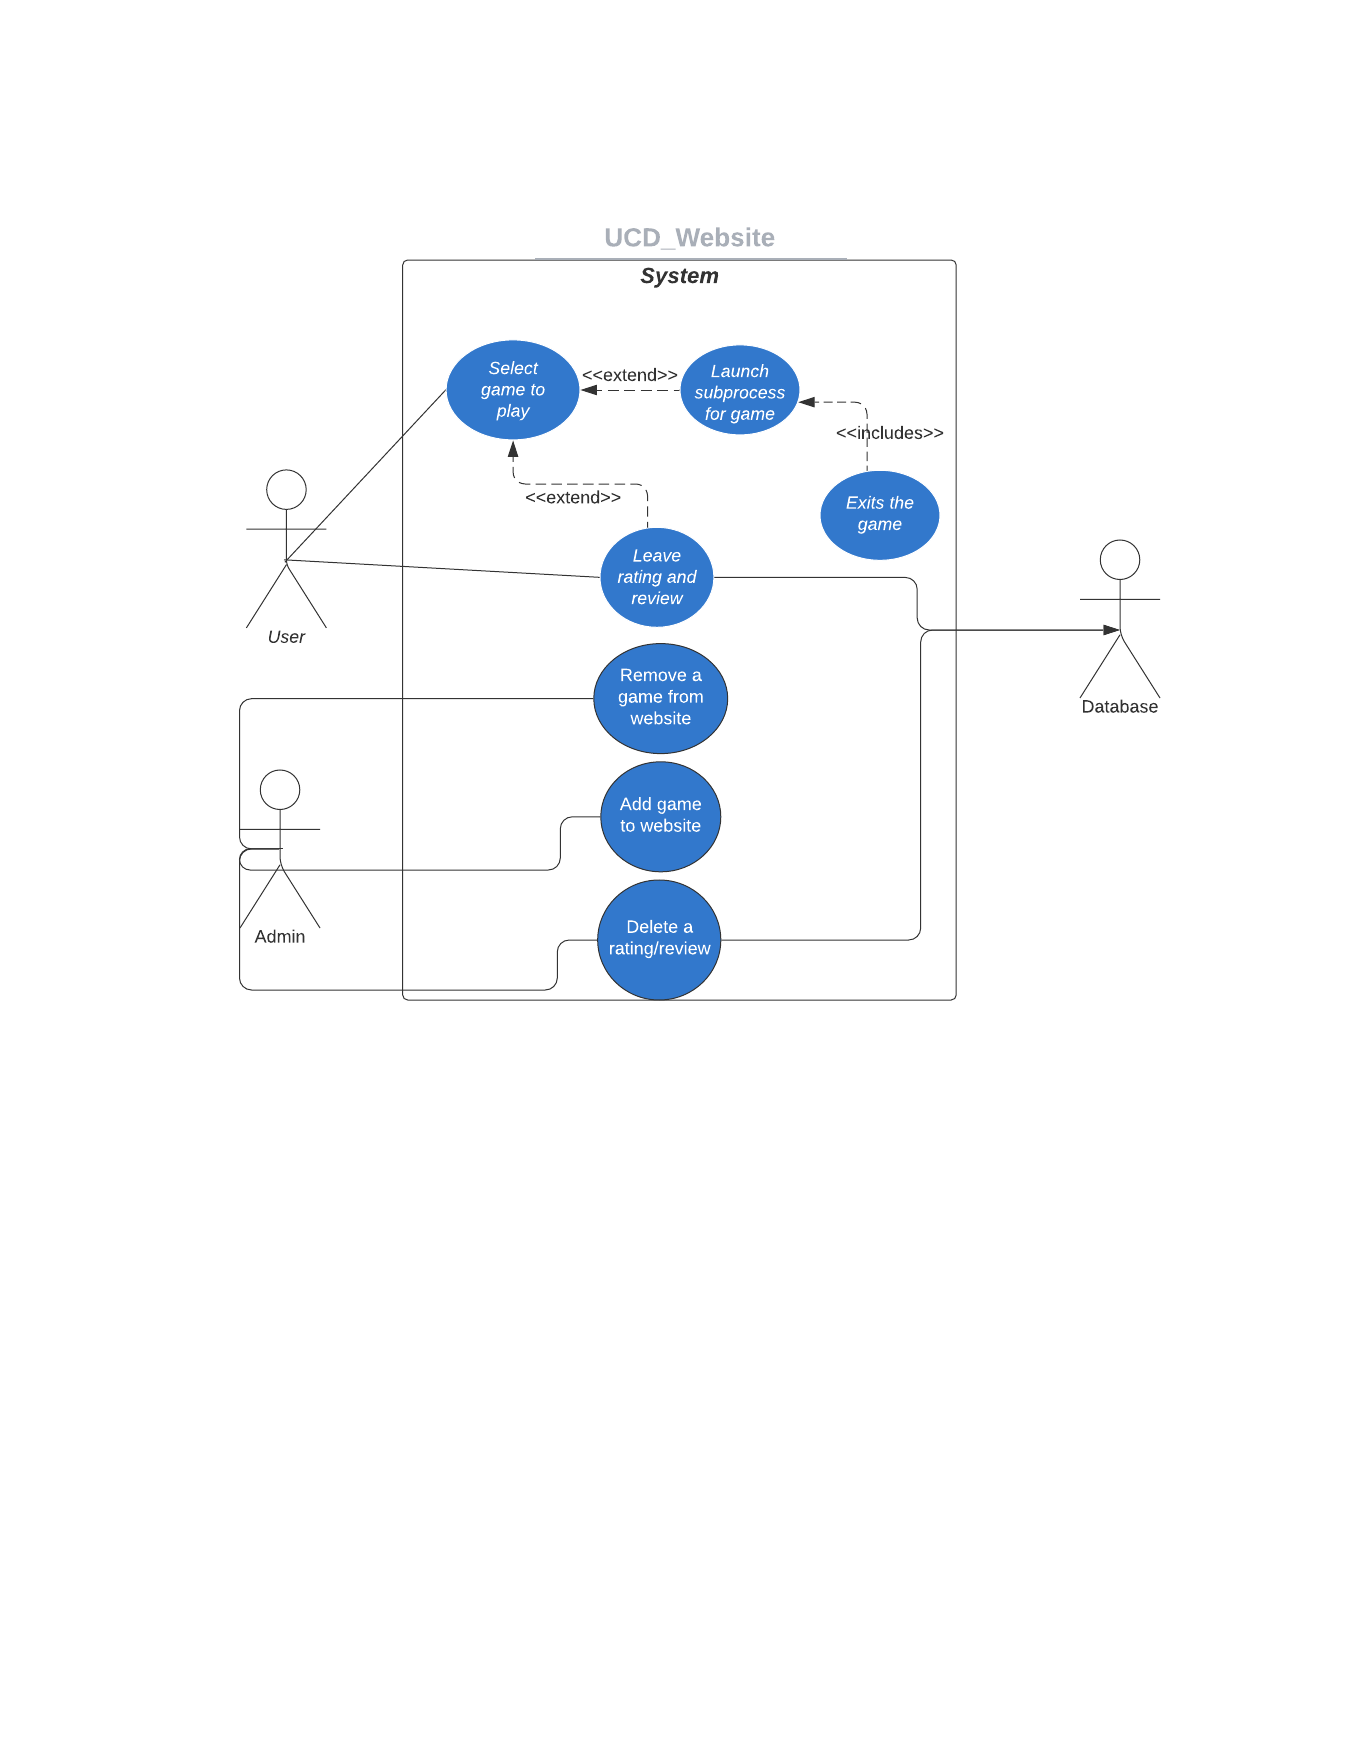 UCD_Website
System
Select
game to
play
<<extend>>
Launch
subprocess
for game
<<includes>>
<<extend>>
Exits the
game
Leave
rating and
review
User
Remove a
game from
website
Database
Add game
to website
Admin
Delete a
rating/review